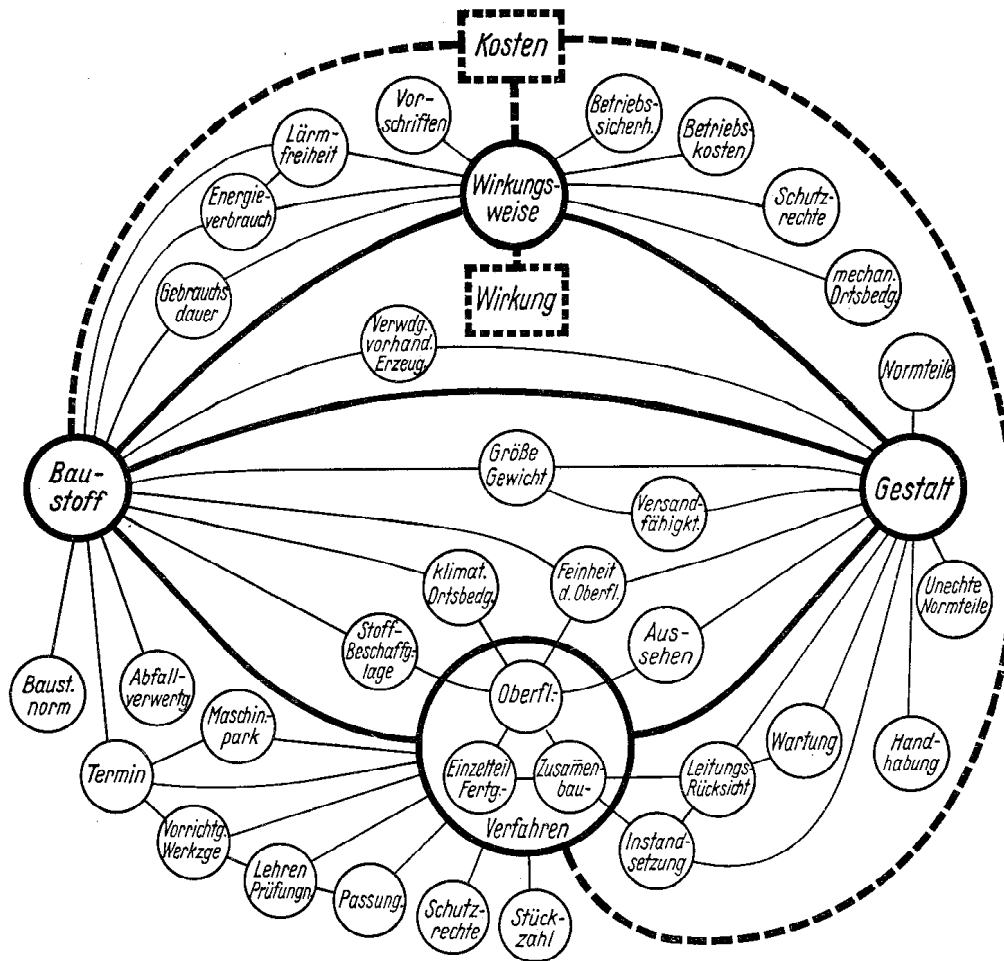 Kosten
Vor-
schriften
Betriebs-
sicherh.
Betriebs-
kosten
Lärm-
freiheit
Wirkungs-
weise
Energie-
verbrauch
Schutz-
rechte
Gebrauchs
dauer
Wirkung
mechan.
Ortsbedg.
Verwdg.
vorhand.
Erzeug.
Normteile
Bau-
stoff
Größe
Gewicht
Gestalt
Versand-
fähigkt.
klimat.
Ortsbedg.
Feinheit
d. Oberfl.
Unechte
Normteile
Stoff-
Beschaffg-
lage
Aus-
sehen
Baust.
norm
Abfall-
verwertg
Oberfl.-
Maschin.-
park
Termin
Einzelteil
Fertg.-
Zusamen-
bau-
Leitungs-
Rücksicht
Wartung
Hand-
habung
Verfahren
Vorrichtg.
Werkzge
Instand-
setzung
Lehren
Prüfungn.
Passung.
Schutz-
rechte
Stück-
zahl